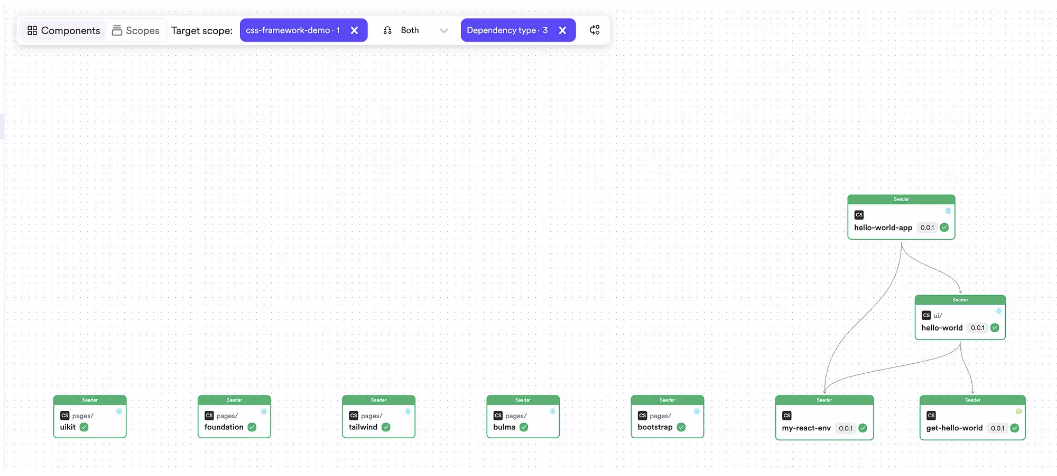 Components Scopes Target scope: css-framework-demo · 1 Both Dependency type · 3
Seeder
CS
hello-world-app 0.0.1
Seeder
CS ui/
hello-world 0.0.1
Seeder
CS pages/
uikit
Seeder
CS pages/
foundation
Seeder
CS pages/
tailwind
Seeder
CS pages/
bulma
Seeder
CS pages/
bootstrap
Seeder
CS
my-react-env 0.0.1
Seeder
CS
get-hello-world 0.0.1